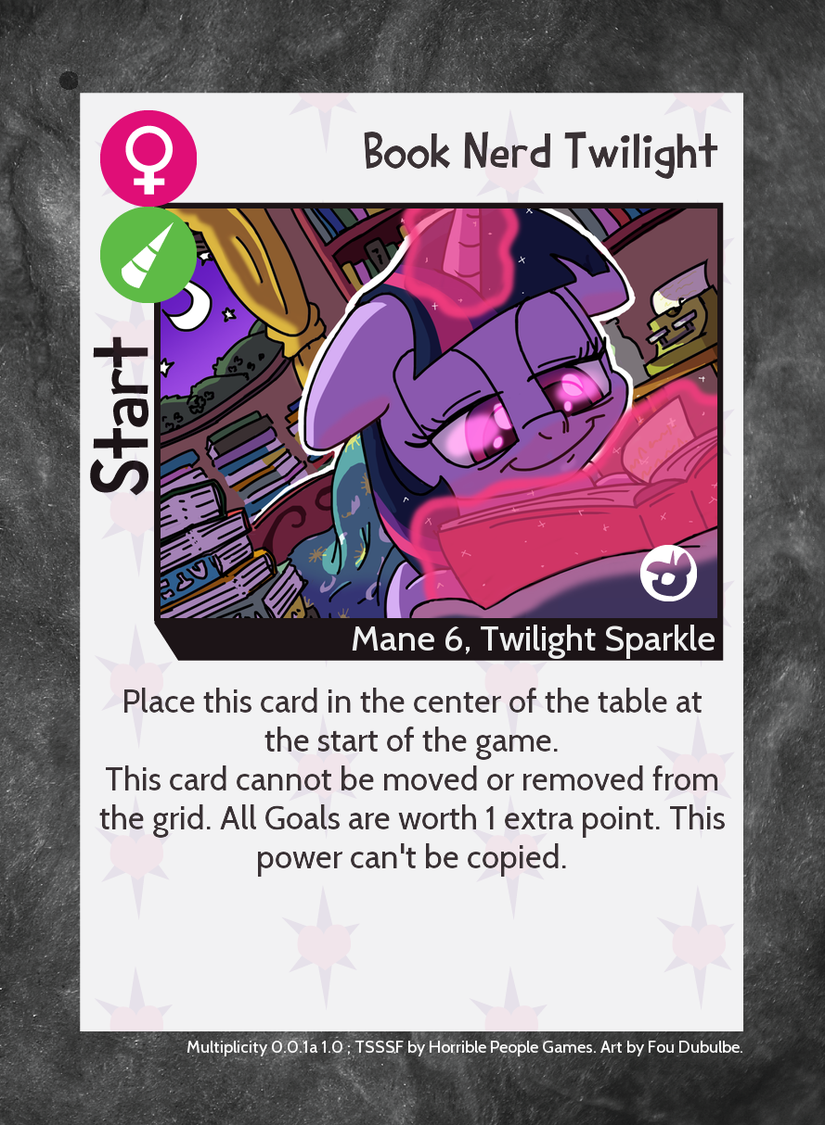 Book Nerd Twilight
Start
Mane 6, Twilight Sparkle
Place this card in the center of the table at
the start of the game.
This card cannot be moved or removed from
the grid. All Goals are worth 1 extra point. This
power can't be copied.
Multiplicity 0.0.1a 1.0 ; TSSSF by Horrible People Games. Art by Fou Dubulbe.